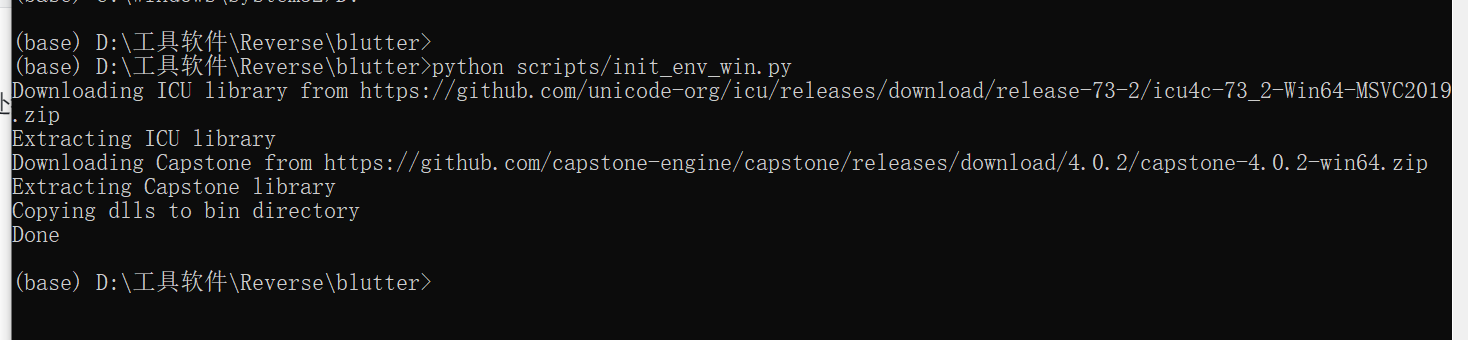 (base) D:\工具软件\Reverse\blutter>
(base) D:\工具软件\Reverse\blutter>python scripts/init_env_win.py
Downloading ICU library from https://github.com/unicode-org/icu/releases/download/release-73-2/icu4c-73_2-Win64-MSVC2019
.zip
Extracting ICU library
Downloading Capstone from https://github.com/capstone-engine/capstone/releases/download/4.0.2/capstone-4.0.2-win64.zip
Extracting Capstone library
Copying dlls to bin directory
Done
(base) D:\工具软件\Reverse\blutter>